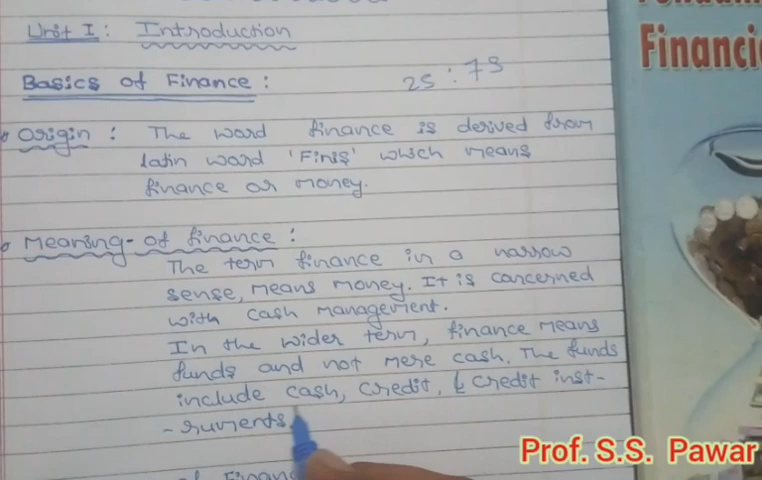 Unit I: Introduction
Basics of Finance:
25:75
Origin: The word finance is derived from
latin word 'Finis' which means
finance or money.
Meaning- of finance:
The term finance in a narrow
sense, means money. It is concerned
with cash management.
In the wider term, finance means
funds and not mere cash. The funds
include cash, credit, & credit inst-
-ruments.
of Finan
Financi
Prof. S.S. Pawar